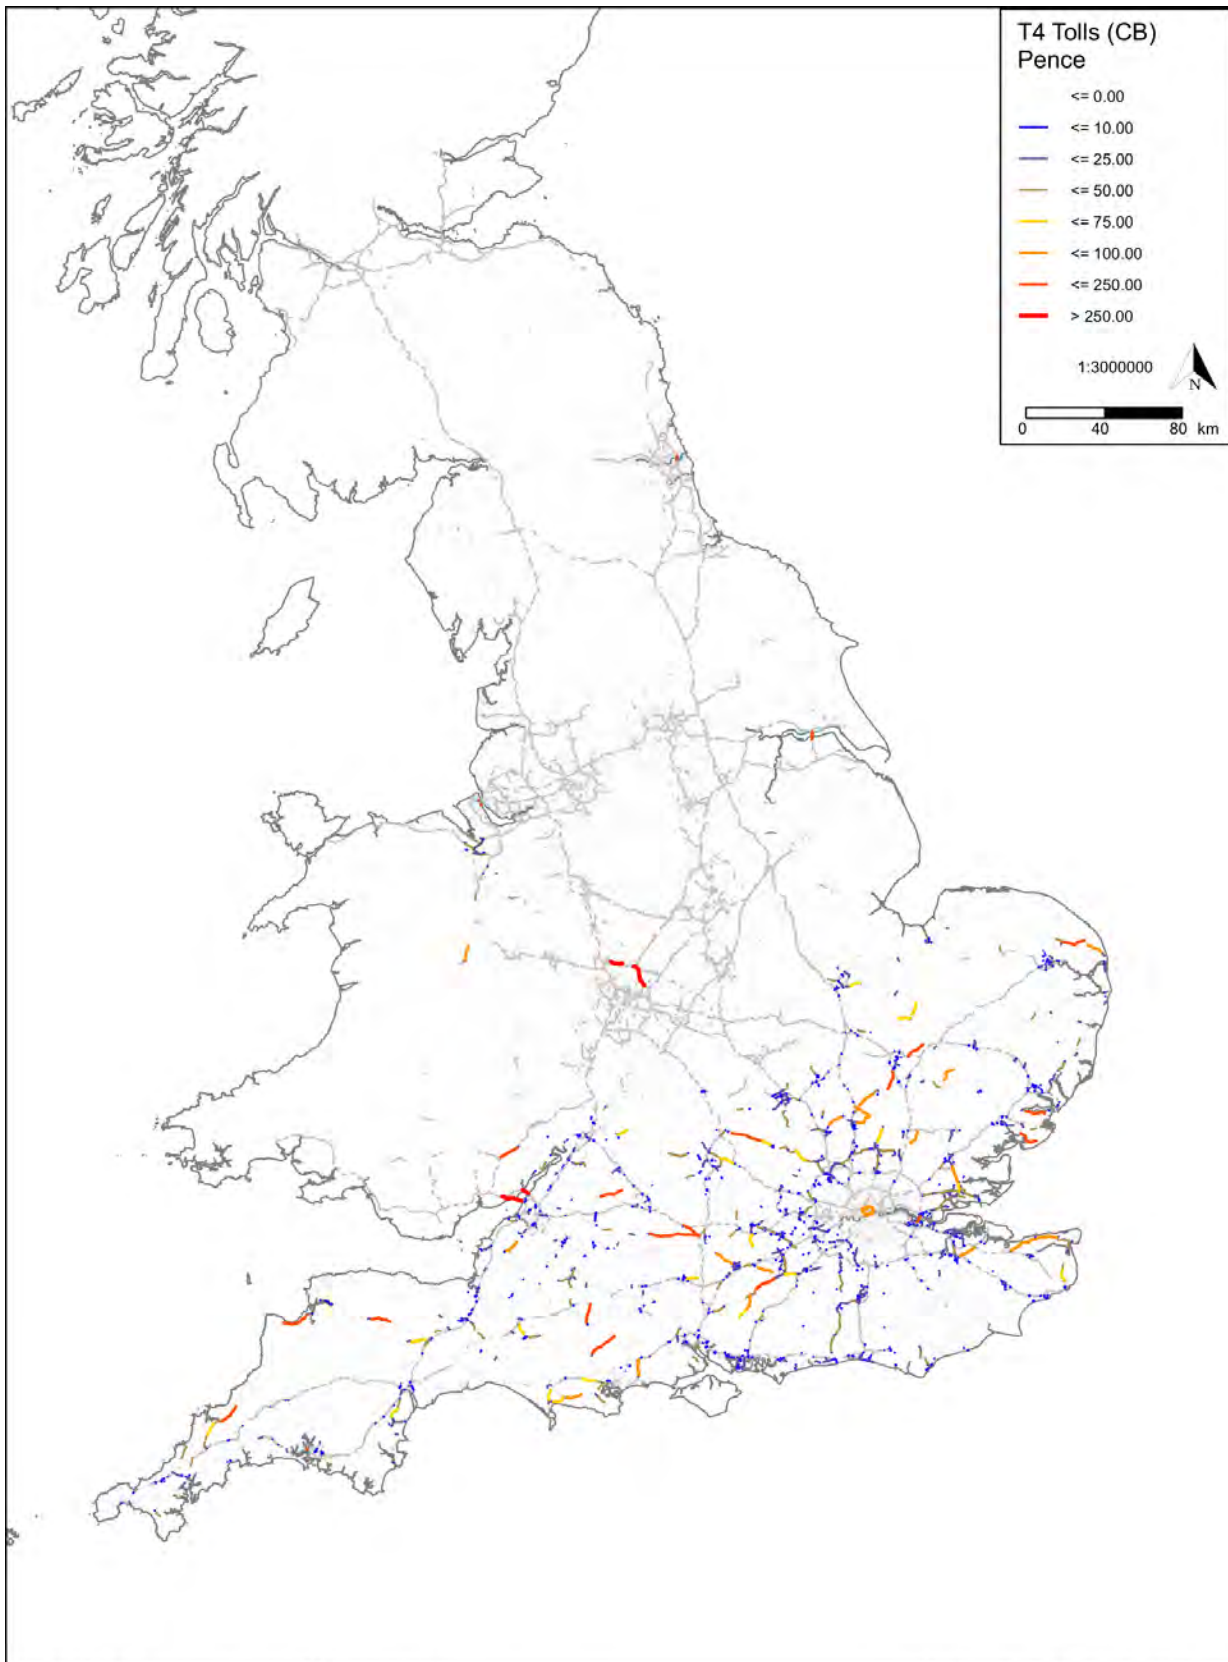 T4 Tolls (CB)
Pence
<= 0.00
<= 10.00
<= 25.00
<= 50.00
<= 75.00
<= 100.00
<= 250.00
> 250.00
1:3000000
N
0 40 80 km